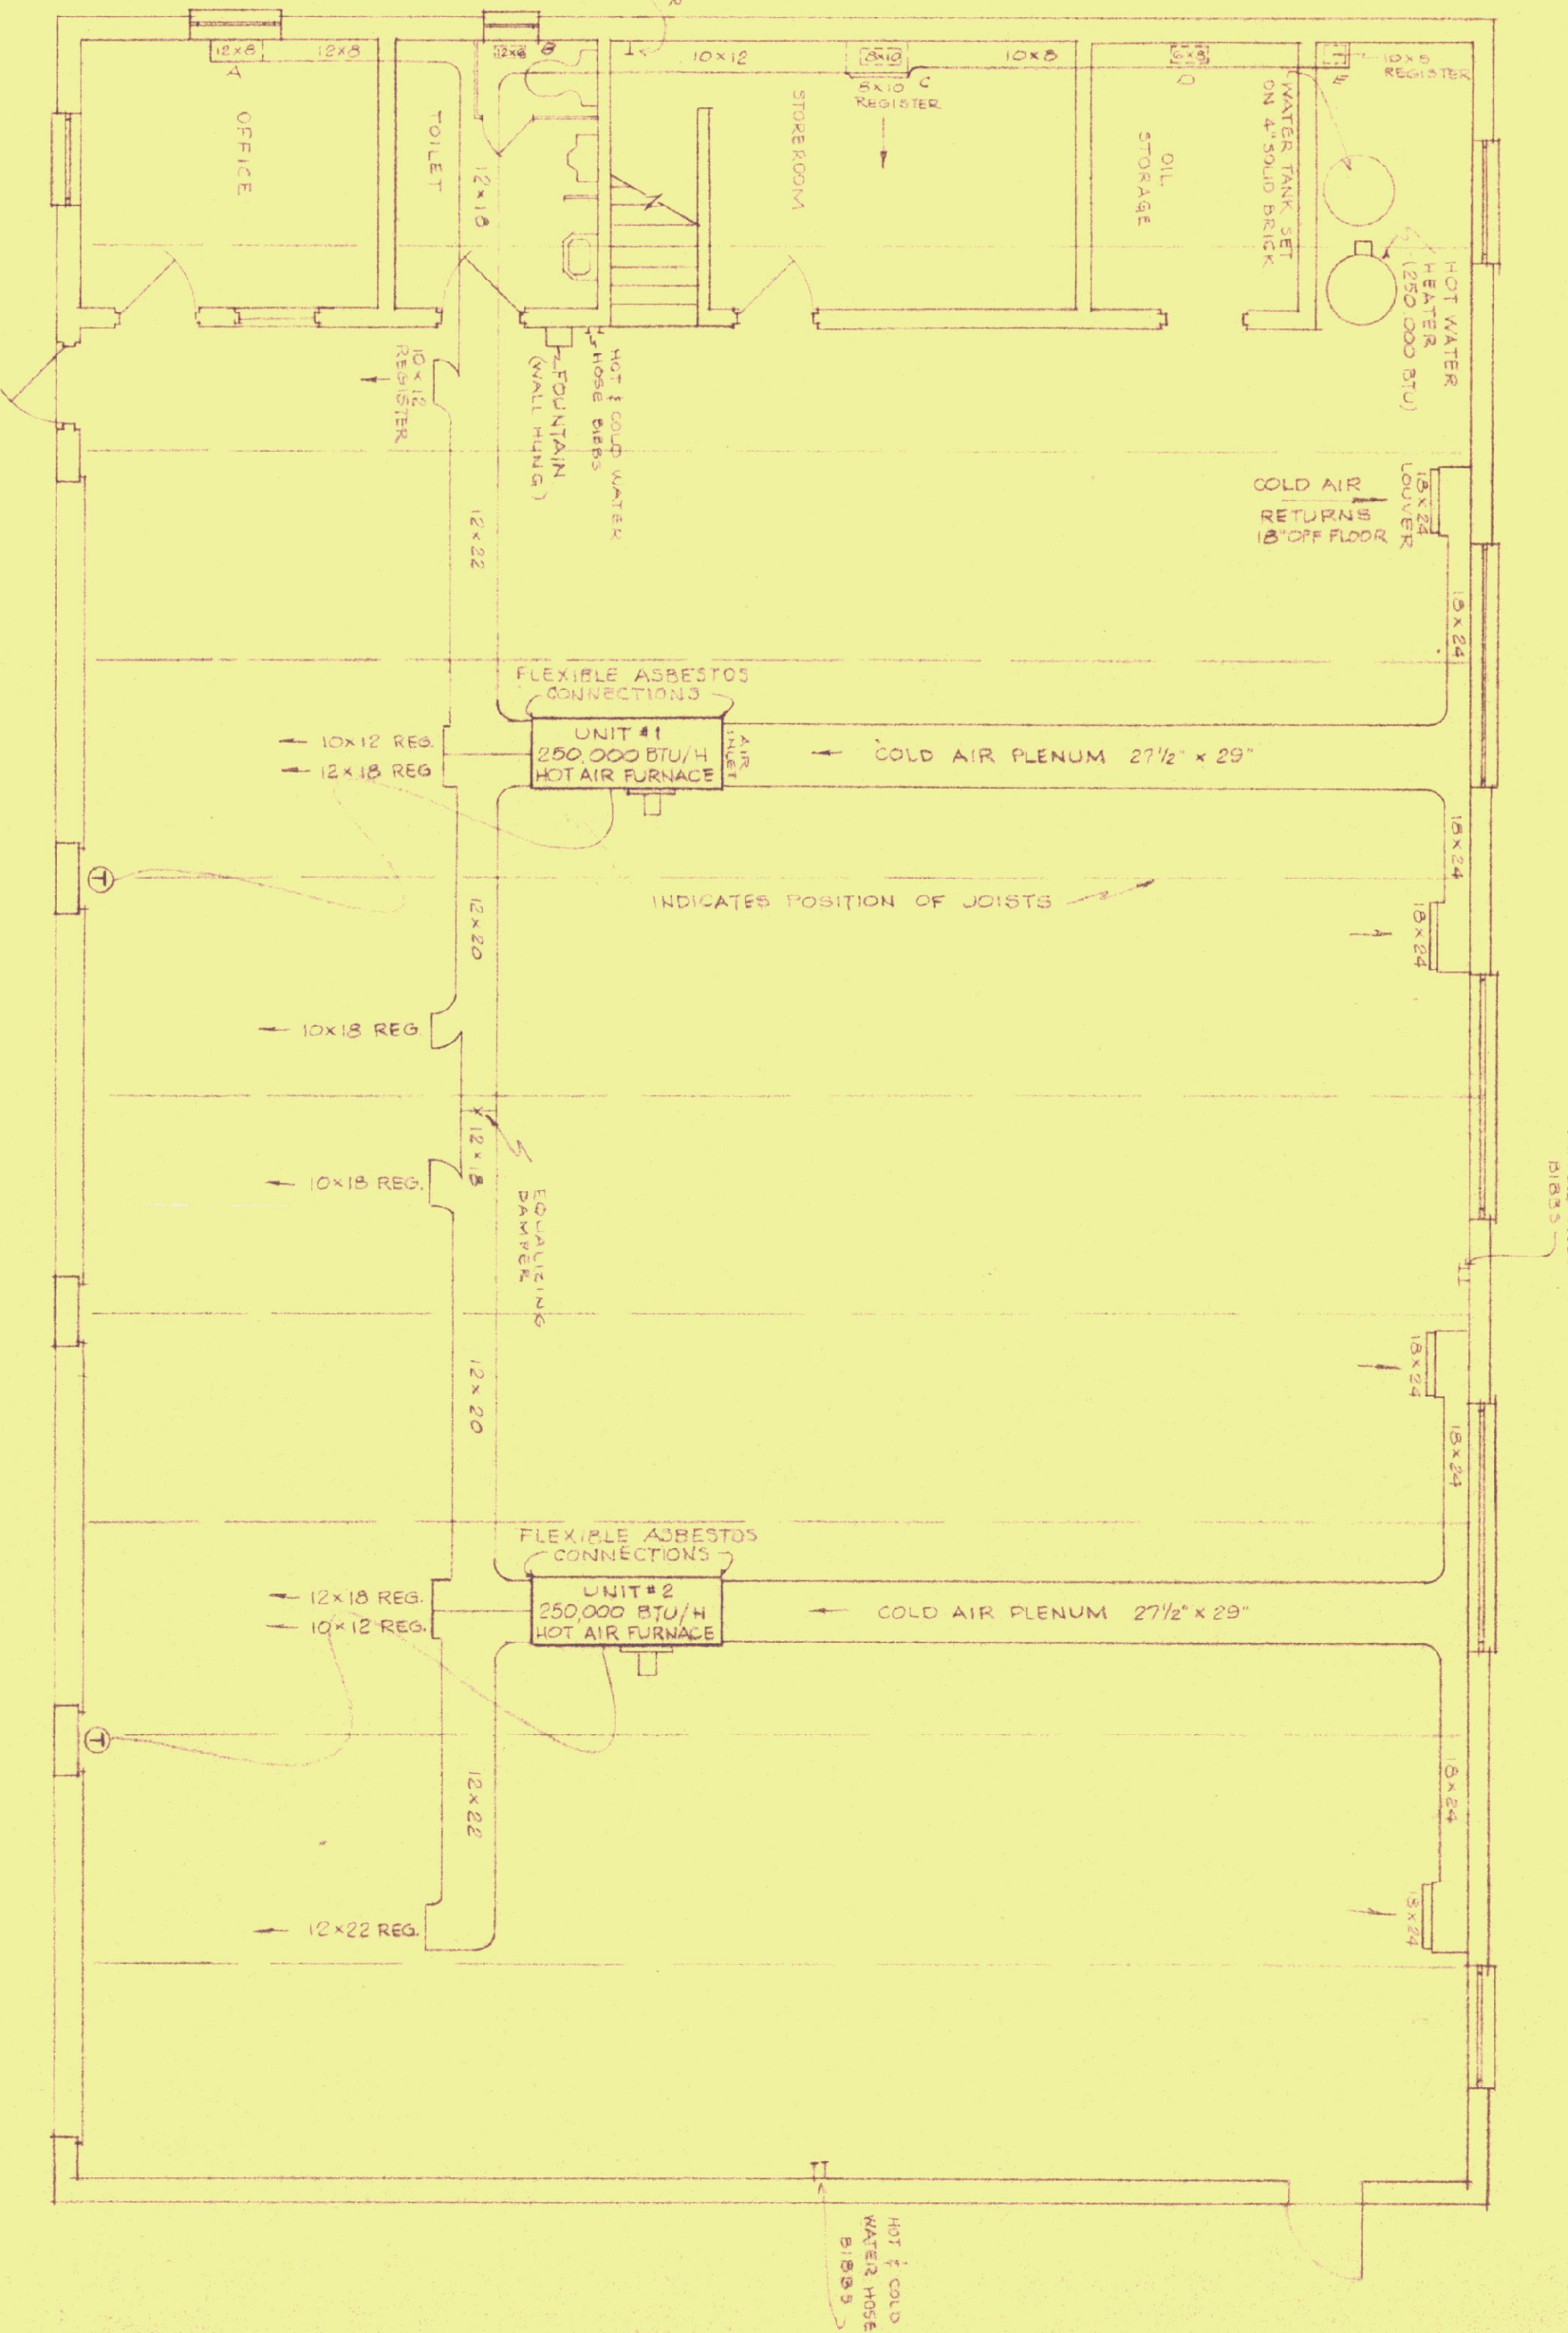 12x8
A
12x8
12x8
B
10x12
8x10
8x10 C
REGISTER
10x8
6x8
D
E
10x5
REGISTER
OFFICE
TOILET
12x18
STOREROOM
OIL
STORAGE
WATER TANK SET
ON 4" SOLID BRICK
HOT WATER
HEATER
(250 000 BTU)
10x12
REGISTER
FOUNTAIN
(WALL HUNG)
HOT & COLD WATER
HOSE BIBBS
12x22
COLD AIR
RETURNS
18" OFF FLOOR
18x24
LOUVER
18x24
FLEXIBLE ASBESTOS
CONNECTIONS
UNIT #1
250,000 BTU/H
HOT AIR FURNACE
AIR
INLET
COLD AIR PLENUM 27 1/2" x 29"
10x12 REG.
12x18 REG
18x24
T
INDICATES POSITION OF JOISTS
12x20
18x24
10x18 REG.
12x18
10x18 REG.
EQUALIZING
DAMPER
BIBBS
18x24
12x20
18x24
FLEXIBLE ASBESTOS
CONNECTIONS
UNIT #2
250,000 BTU/H
HOT AIR FURNACE
COLD AIR PLENUM 27 1/2" x 29"
12x18 REG.
10x12 REG.
T
12x22
18x24
12x22 REG.
18x24
HOT & COLD
WATER HOSE
BIBBS